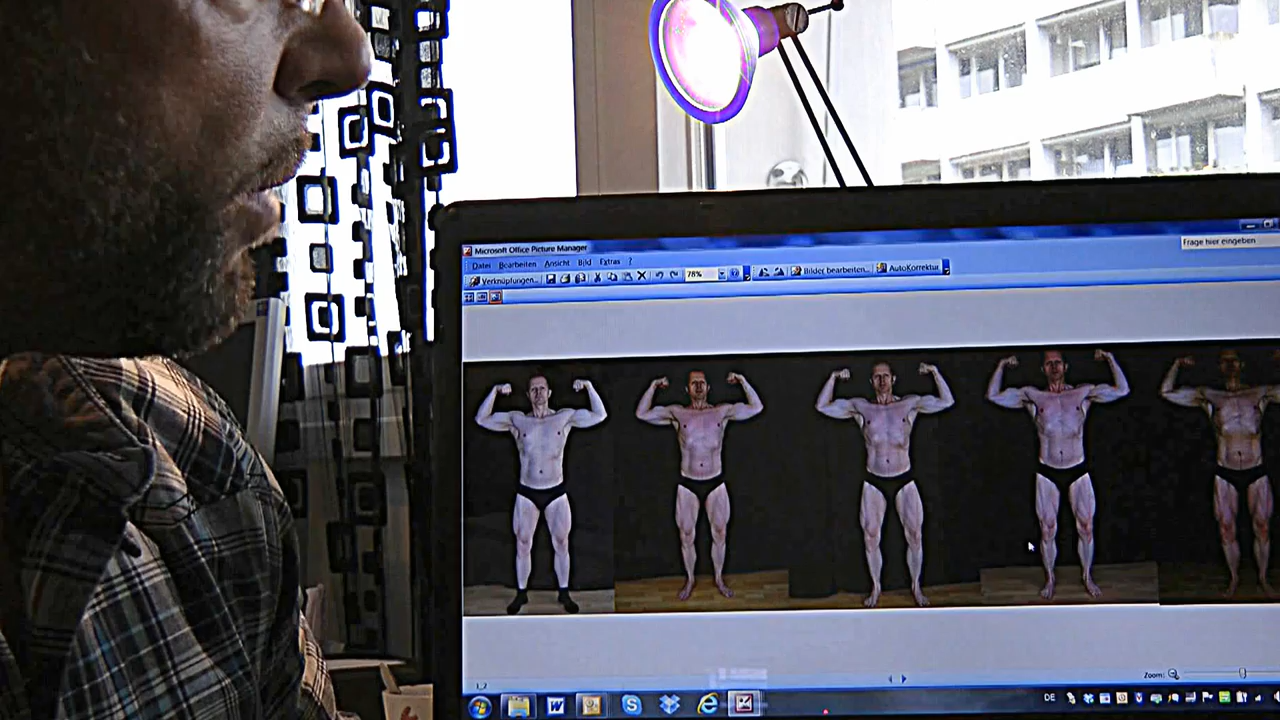 Microsoft Office Picture Manager
Datei Bearbeiten Ansicht Bild Extras ?
Frage hier eingeben
Verknüpfungen... 78% Bilder bearbeiten... AutoKorrektur
Zoom:
DE